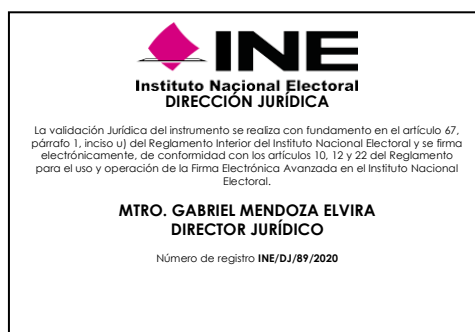 INE
Instituto Nacional Electoral
DIRECCIÓN JURÍDICA
La validación Jurídica del instrumento se realiza con fundamento en el artículo 67,
párrafo 1, inciso u) del Reglamento Interior del Instituto Nacional Electoral y se firma
electrónicamente, de conformidad con los artículos 10, 12 y 22 del Reglamento
para el uso y operación de la Firma Electrónica Avanzada en el Instituto Nacional
Electoral.
MTRO. GABRIEL MENDOZA ELVIRA
DIRECTOR JURÍDICO
Número de registro INE/DJ/89/2020